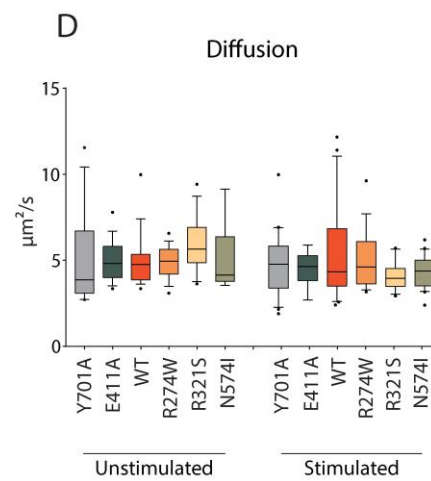 D
Diffusion
µm²/s
15
10
5
0
Y701A E411A WT R274W R321S N574I Y701A E411A WT R274W R321S N574I
Unstimulated Stimulated